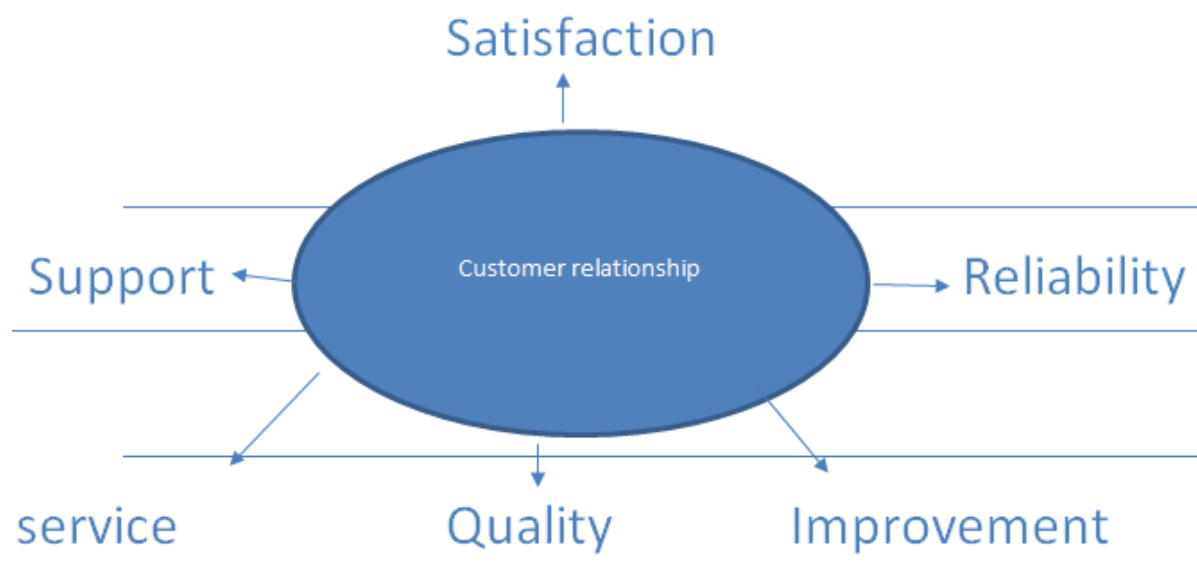 Satisfaction
Customer relationship
Support
Reliability
service
Quality
Improvement